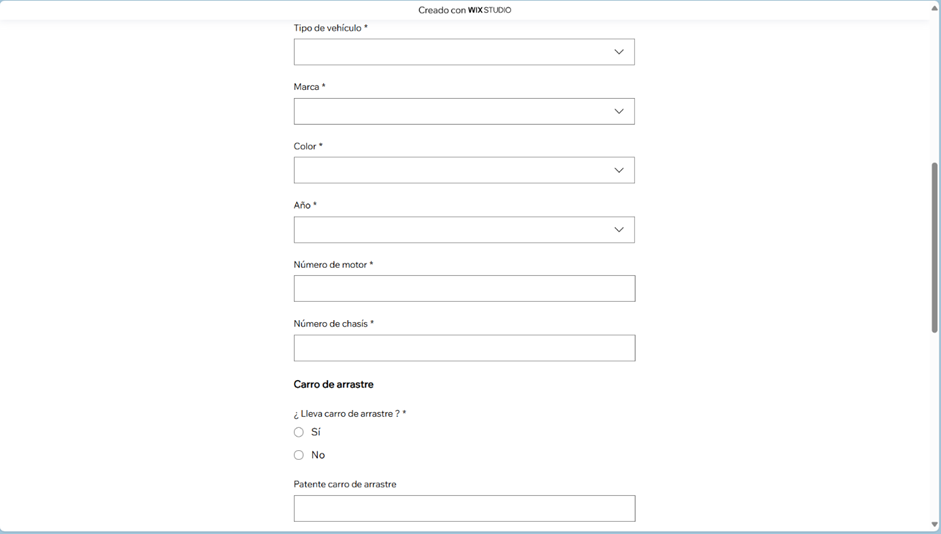 Creado con WIX STUDIO
Tipo de vehículo *
Marca *
Color *
Año *
Número de motor *
Número de chasís *
Carro de arrastre
¿ Lleva carro de arrastre ? *
Sí
No
Patente carro de arrastre